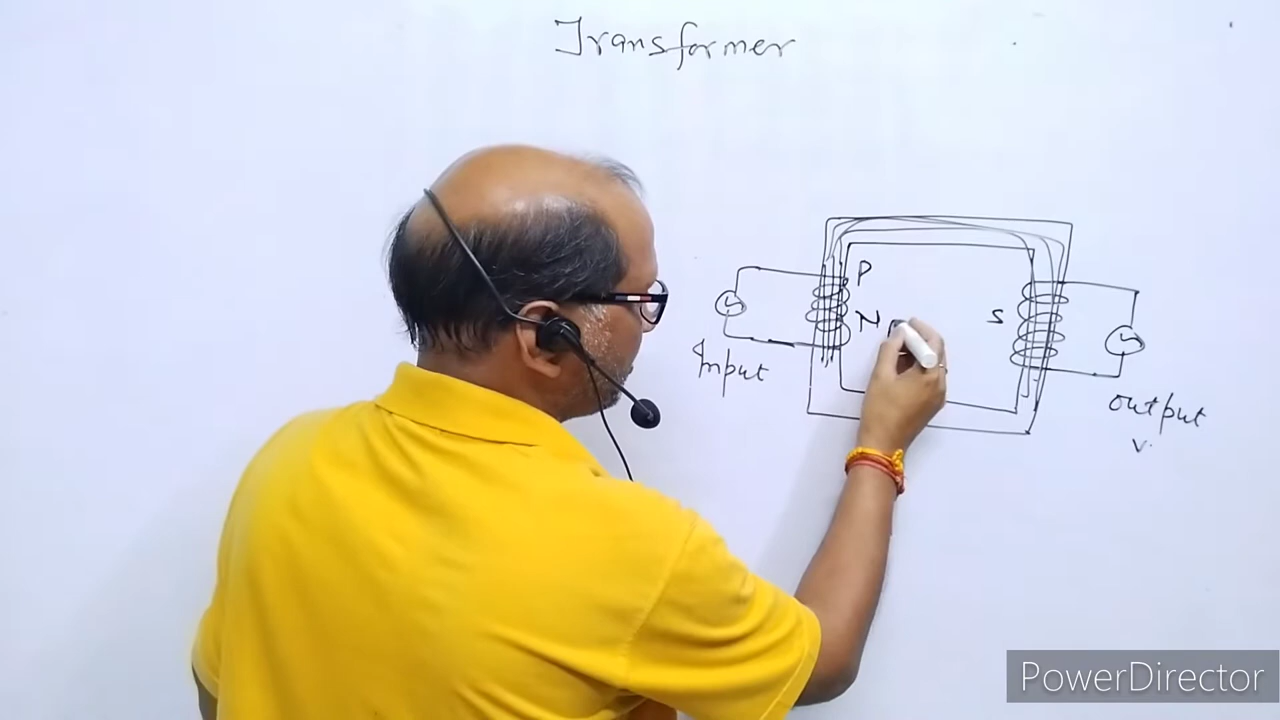 Transformer
P
N
S
Input
output
V.
PowerDirector